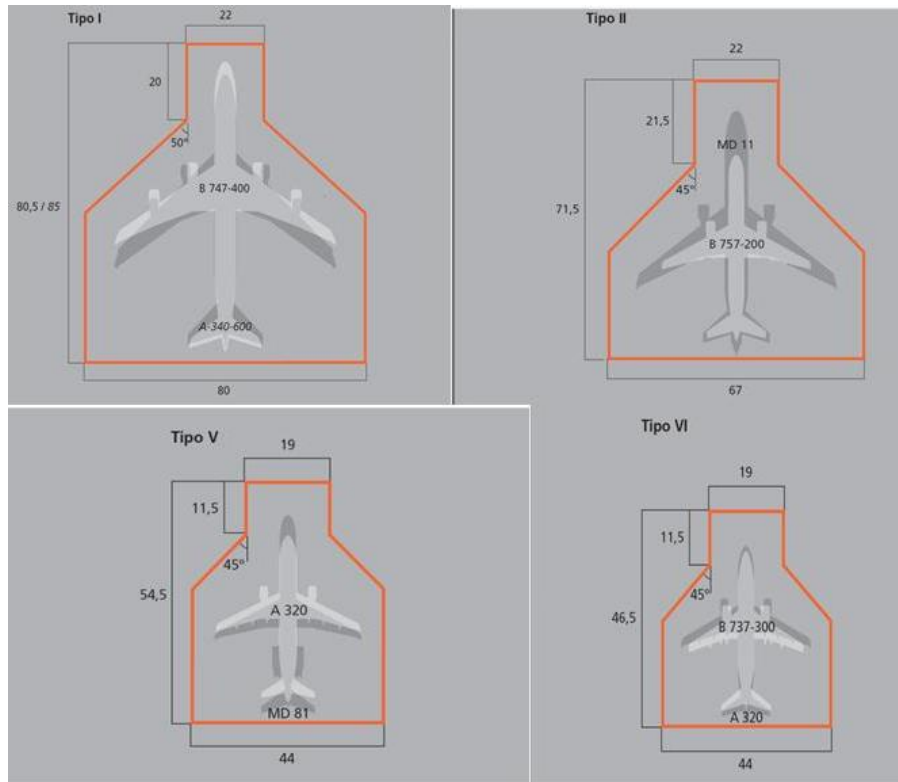 Tipo I
22
20
50°
B 747-400
80,5 / 85
A-340-600
80
Tipo II
22
21,5
MD 11
45°
B 757-200
71,5
67
Tipo V
19
11,5
45º
54,5
A 320
MD 81
44
Tipo VI
19
11,5
45º
46,5
B 737-300
A 320
44